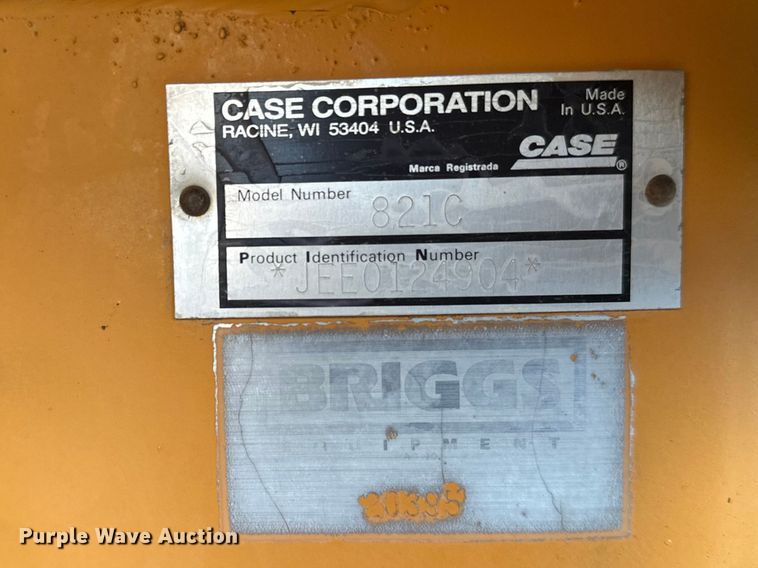 CASE CORPORATION
Made
In U.S.A.
RACINE, WI 53404 U.S.A.
CASE
Marca Registrada
®
Model Number
821C
Product Identification Number
*JEE0124904*
BRIGGS
EQUIPMENT
Purple Wave Auction